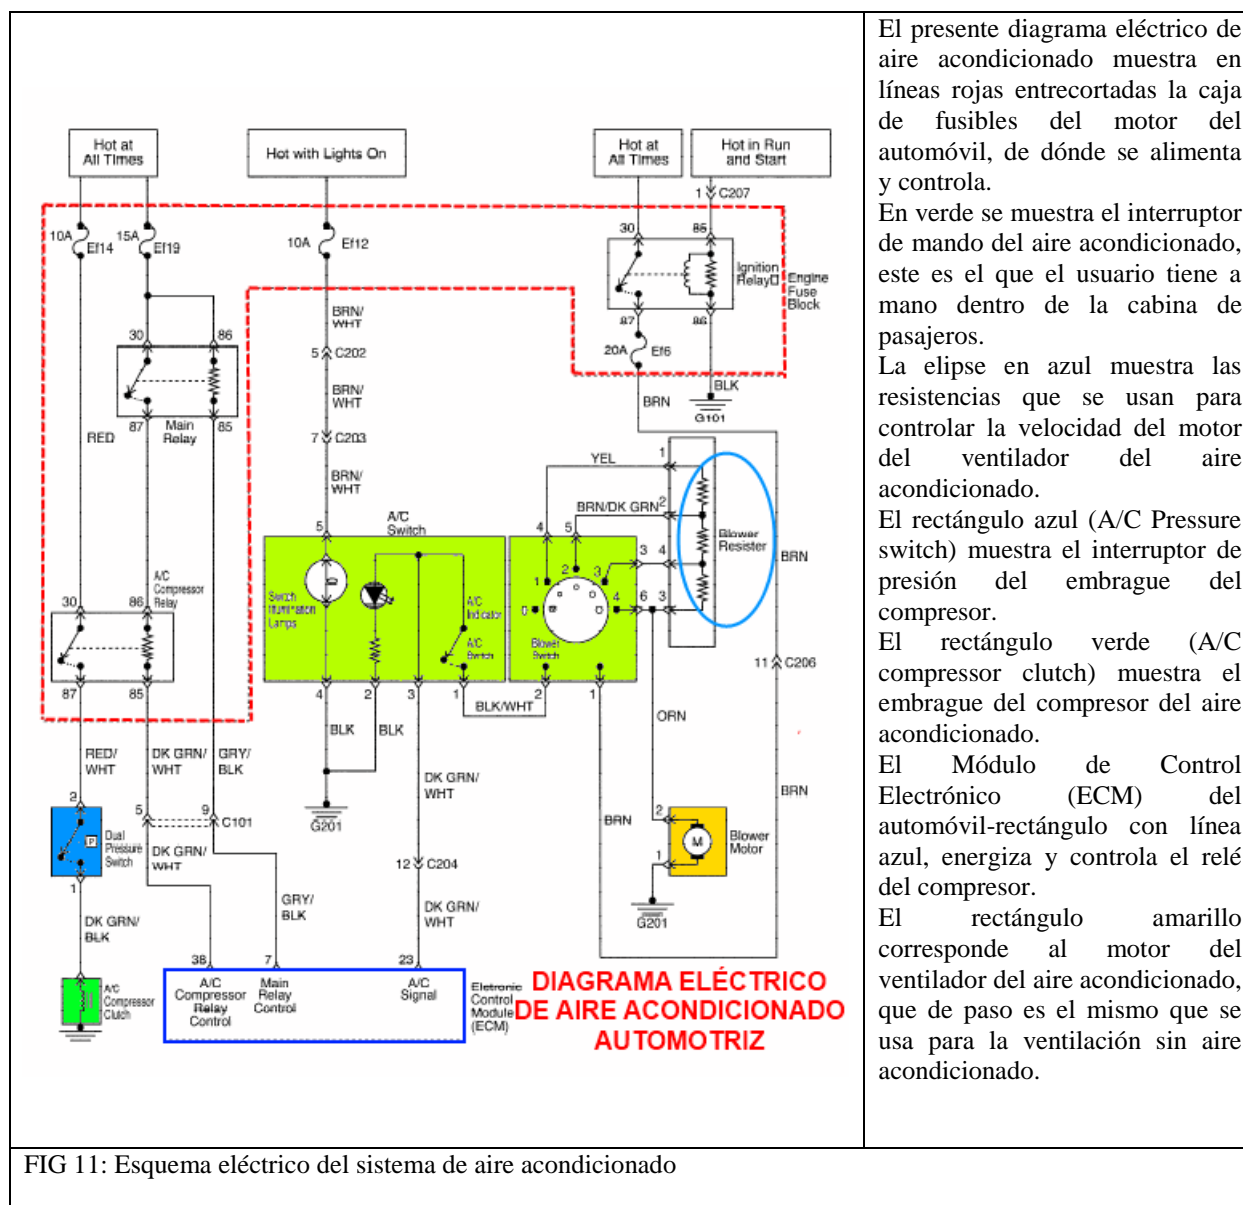 Hot at
All Times
Hot with Lights On
Hot at
All Times
Hot in Run
and Start
1 C207
10A Ef14
15A Ef19
10A Ef12
30 85
Ignition
Relay
Engine
Fuse
Block
87 86
20A Ef6
BLK
G101
BRN
BRN/
WHT
5 C202
BRN/
WHT
7 C203
BRN/
WHT
30 86
87 Main
Relay 85
RED
YEL 1
BRN/DK GRN 2
Blower
Resister
BRN
A/C
Switch
5
4 5
3 4
6 3
1 2 3 4 0
Blower
Switch
Switch
Illumination
Lamps
A/C
Indicator
A/C
Switch
A/C
Compressor
Relay
30 86
87 85
4 2 3 1
2 1
BLK/WHT
11 C206
ORN
BLK BLK
G201
RED/
WHT
DK GRN/
WHT
GRY/
BLK
DK GRN/
WHT
BRN
BRN
2
P
Dual
Pressure
Switch
1
5 9 C101
DK GRN/
WHT
12 C204
2
M
1
Blower
Motor
G201
GRY/
BLK
DK GRN/
WHT
DK GRN/
BLK
A/C
Compressor
Clutch
38 7 23
A/C
Compressor
Relay
Control
Main
Relay
Control
A/C
Signal
Eletronic
Control
Module
(ECM)
DIAGRAMA ELÉCTRICO
DE AIRE ACONDICIONADO
AUTOMOTRIZ
El presente diagrama eléctrico de
aire acondicionado muestra en
líneas rojas entrecortadas la caja
de fusibles del motor del
automóvil, de dónde se alimenta
y controla.
En verde se muestra el interruptor
de mando del aire acondicionado,
este es el que el usuario tiene a
mano dentro de la cabina de
pasajeros.
La elipse en azul muestra las
resistencias que se usan para
controlar la velocidad del motor
del ventilador del aire
acondicionado.
El rectángulo azul (A/C Pressure
switch) muestra el interruptor de
presión del embrague del
compresor.
El rectángulo verde (A/C
compressor clutch) muestra el
embrague del compresor del aire
acondicionado.
El Módulo de Control
Electrónico (ECM) del
automóvil-rectángulo con línea
azul, energiza y controla el relé
del compresor.
El rectángulo amarillo
corresponde al motor del
ventilador del aire acondicionado,
que de paso es el mismo que se
usa para la ventilación sin aire
acondicionado.
FIG 11: Esquema eléctrico del sistema de aire acondicionado